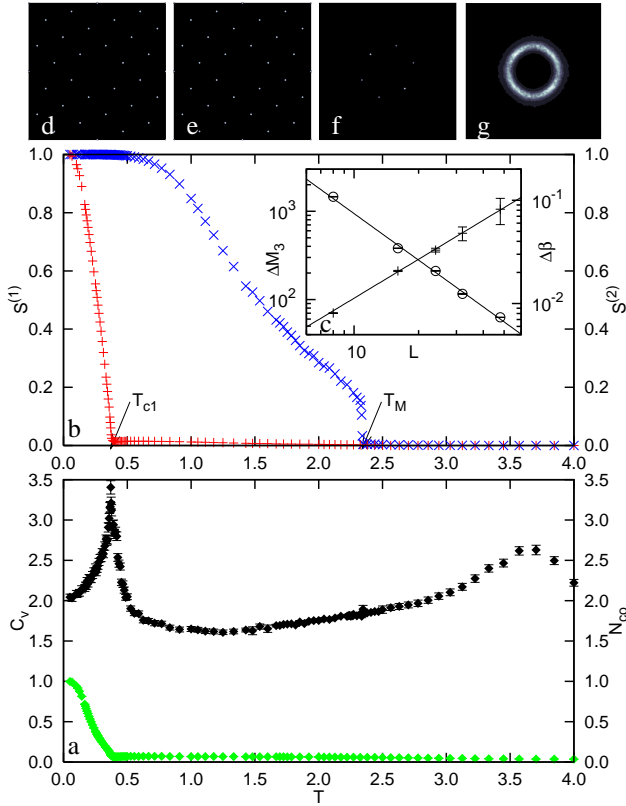 d e f g
1.0 1.0
0.8 0.8
0.6 0.6
0.4 0.4
0.2 0.2
0.0 0.0
S(1) S(2)
10³ 10⁻¹
10² 10⁻²
ΔM₃ Δβ
c 10 L
T_c1 T_M
b
0.0 0.5 1.0 1.5 2.0 2.5 3.0 3.5 4.0
3.5 3.5
3.0 3.0
2.5 2.5
2.0 2.0
1.5 1.5
1.0 1.0
0.5 0.5
0.0 0.0
C_V N_co
a
0.0 0.5 1.0 1.5 2.0 2.5 3.0 3.5 4.0
T